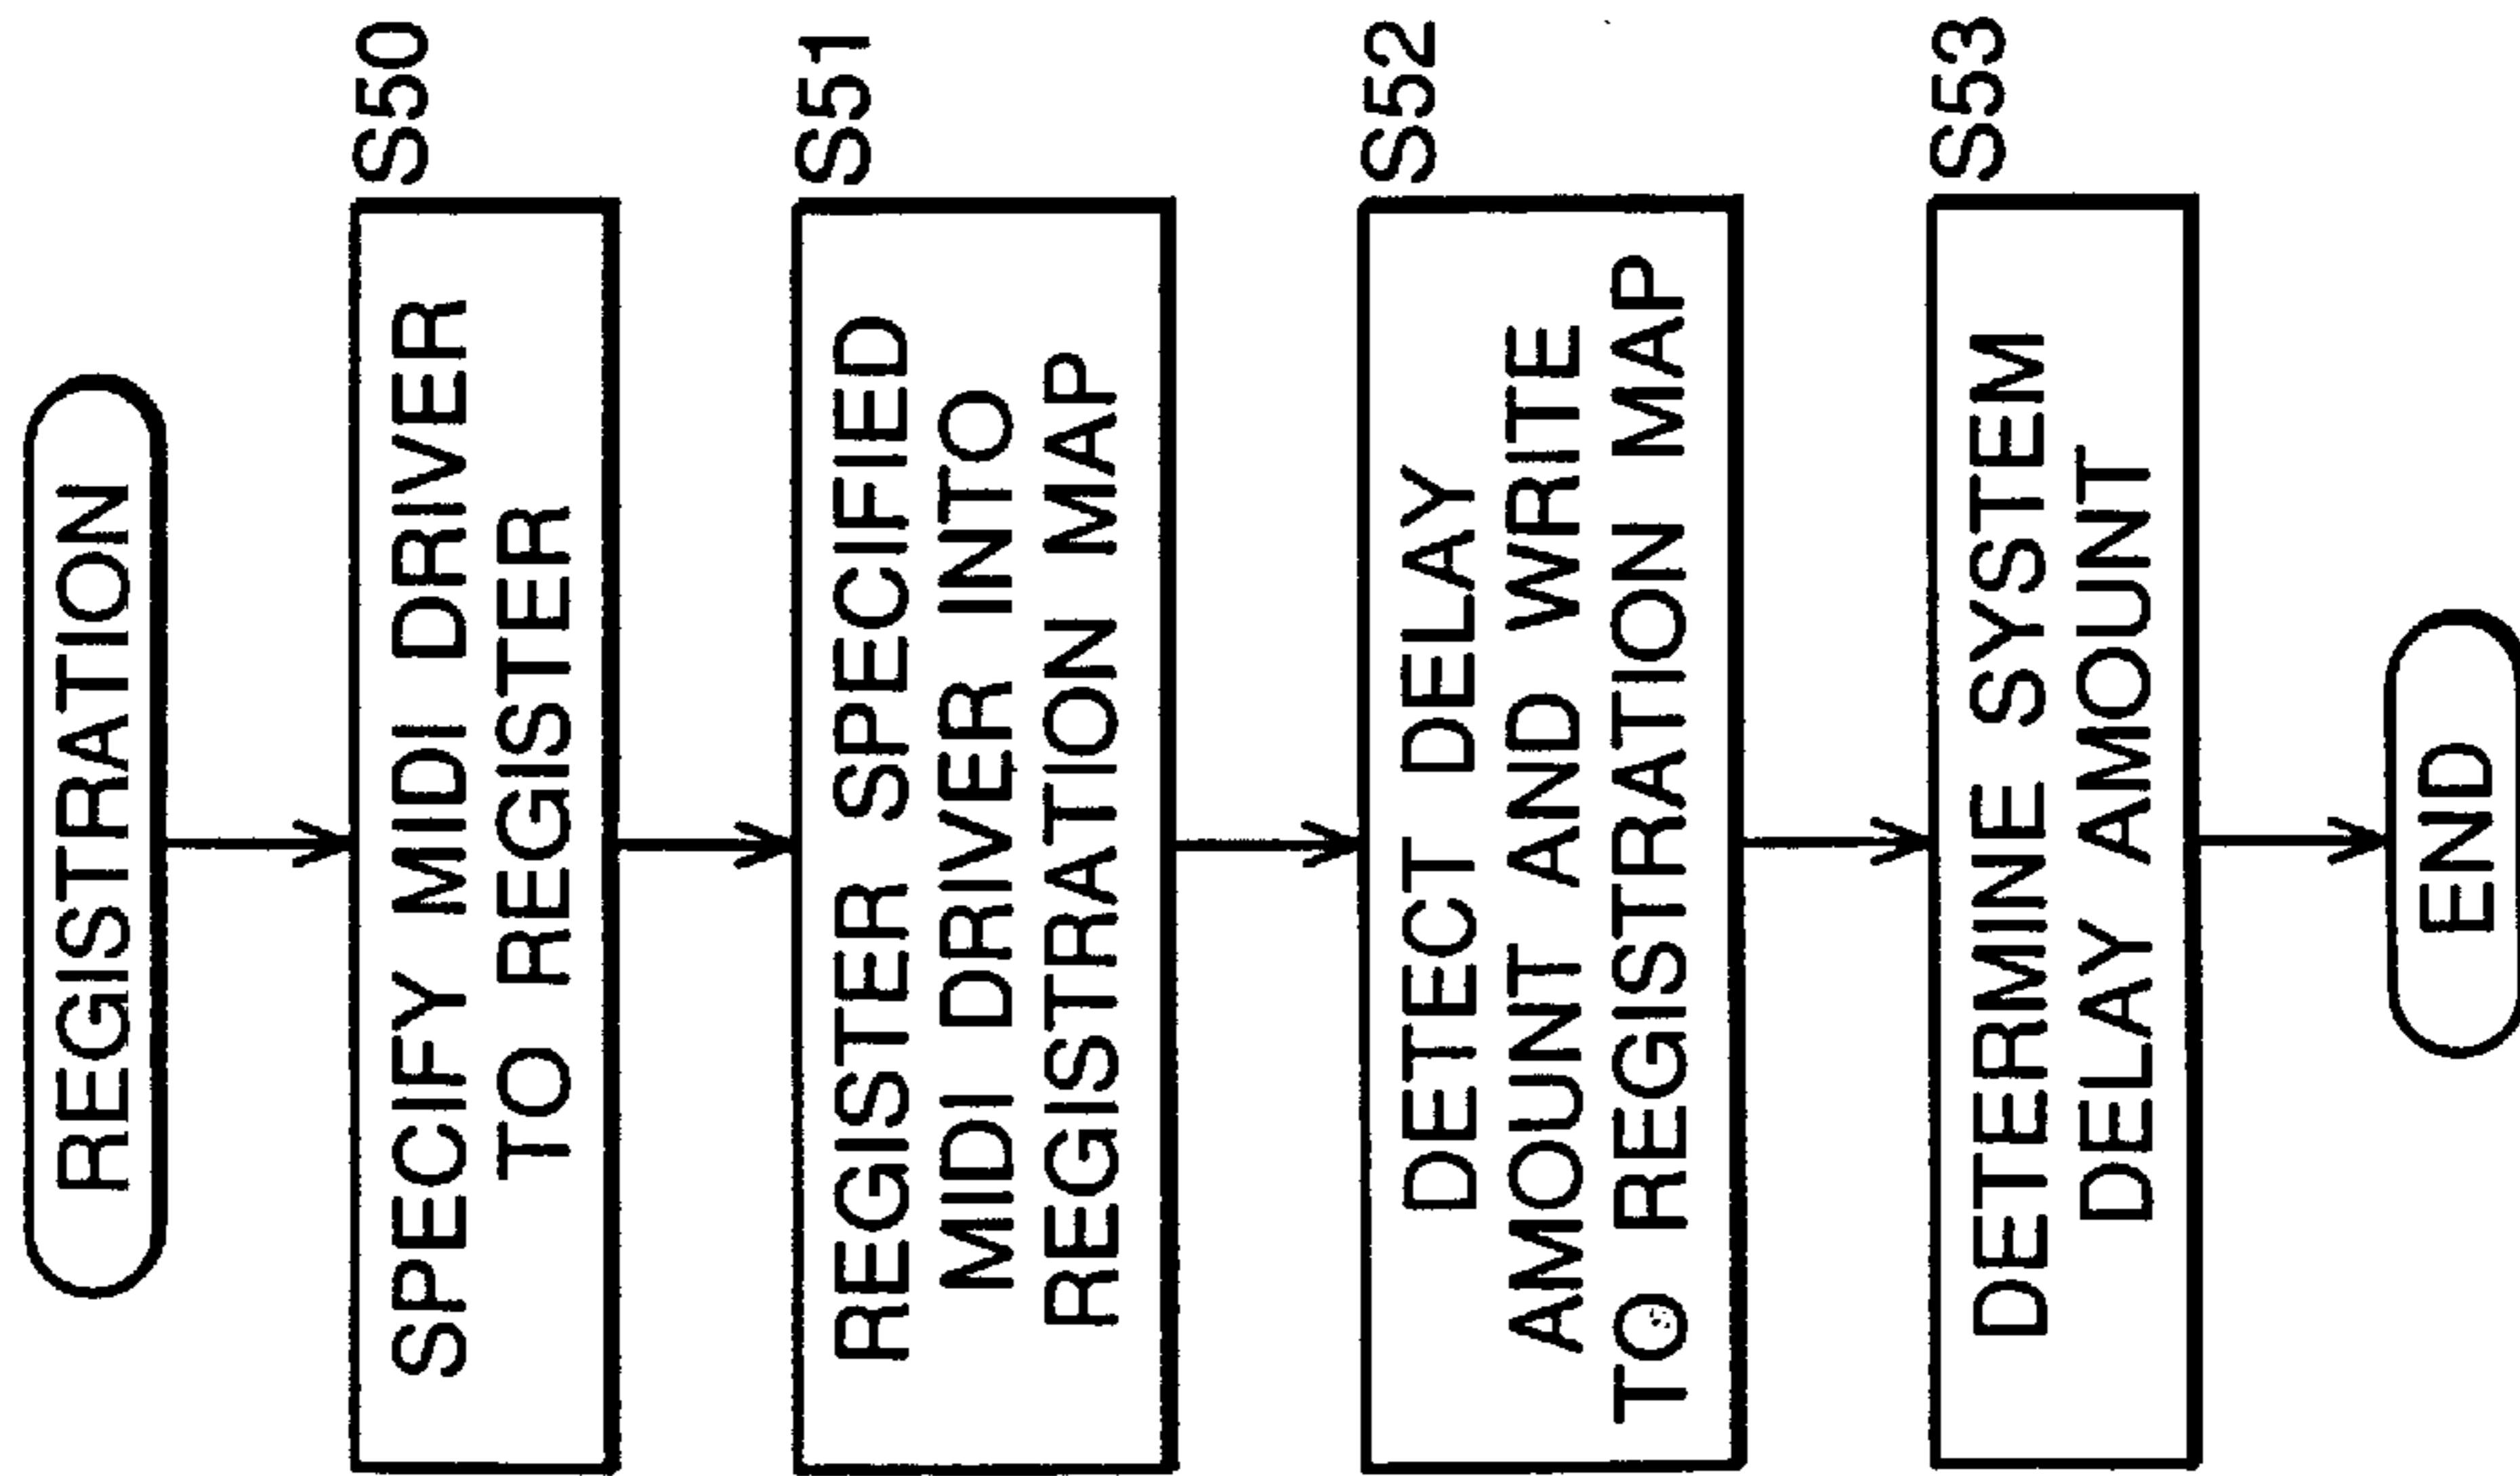 REGISTRATION
SPECIFY MIDI DRIVER
TO REGISTER
S50
REGISTER SPECIFIED
MIDI DRIVER INTO
REGISTRATION MAP
S51
DETECT DELAY
AMOUNT AND WRITE
TO REGISTRATION MAP
S52
DETERMINE SYSTEM
DELAY AMOUNT
S53
END